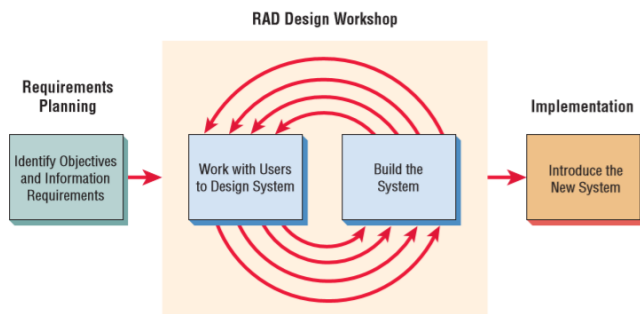 RAD Design Workshop
Requirements
Planning
Identify Objectives
and Information
Requirements
Work with Users
to Design System
Build the
System
Implementation
Introduce the
New System